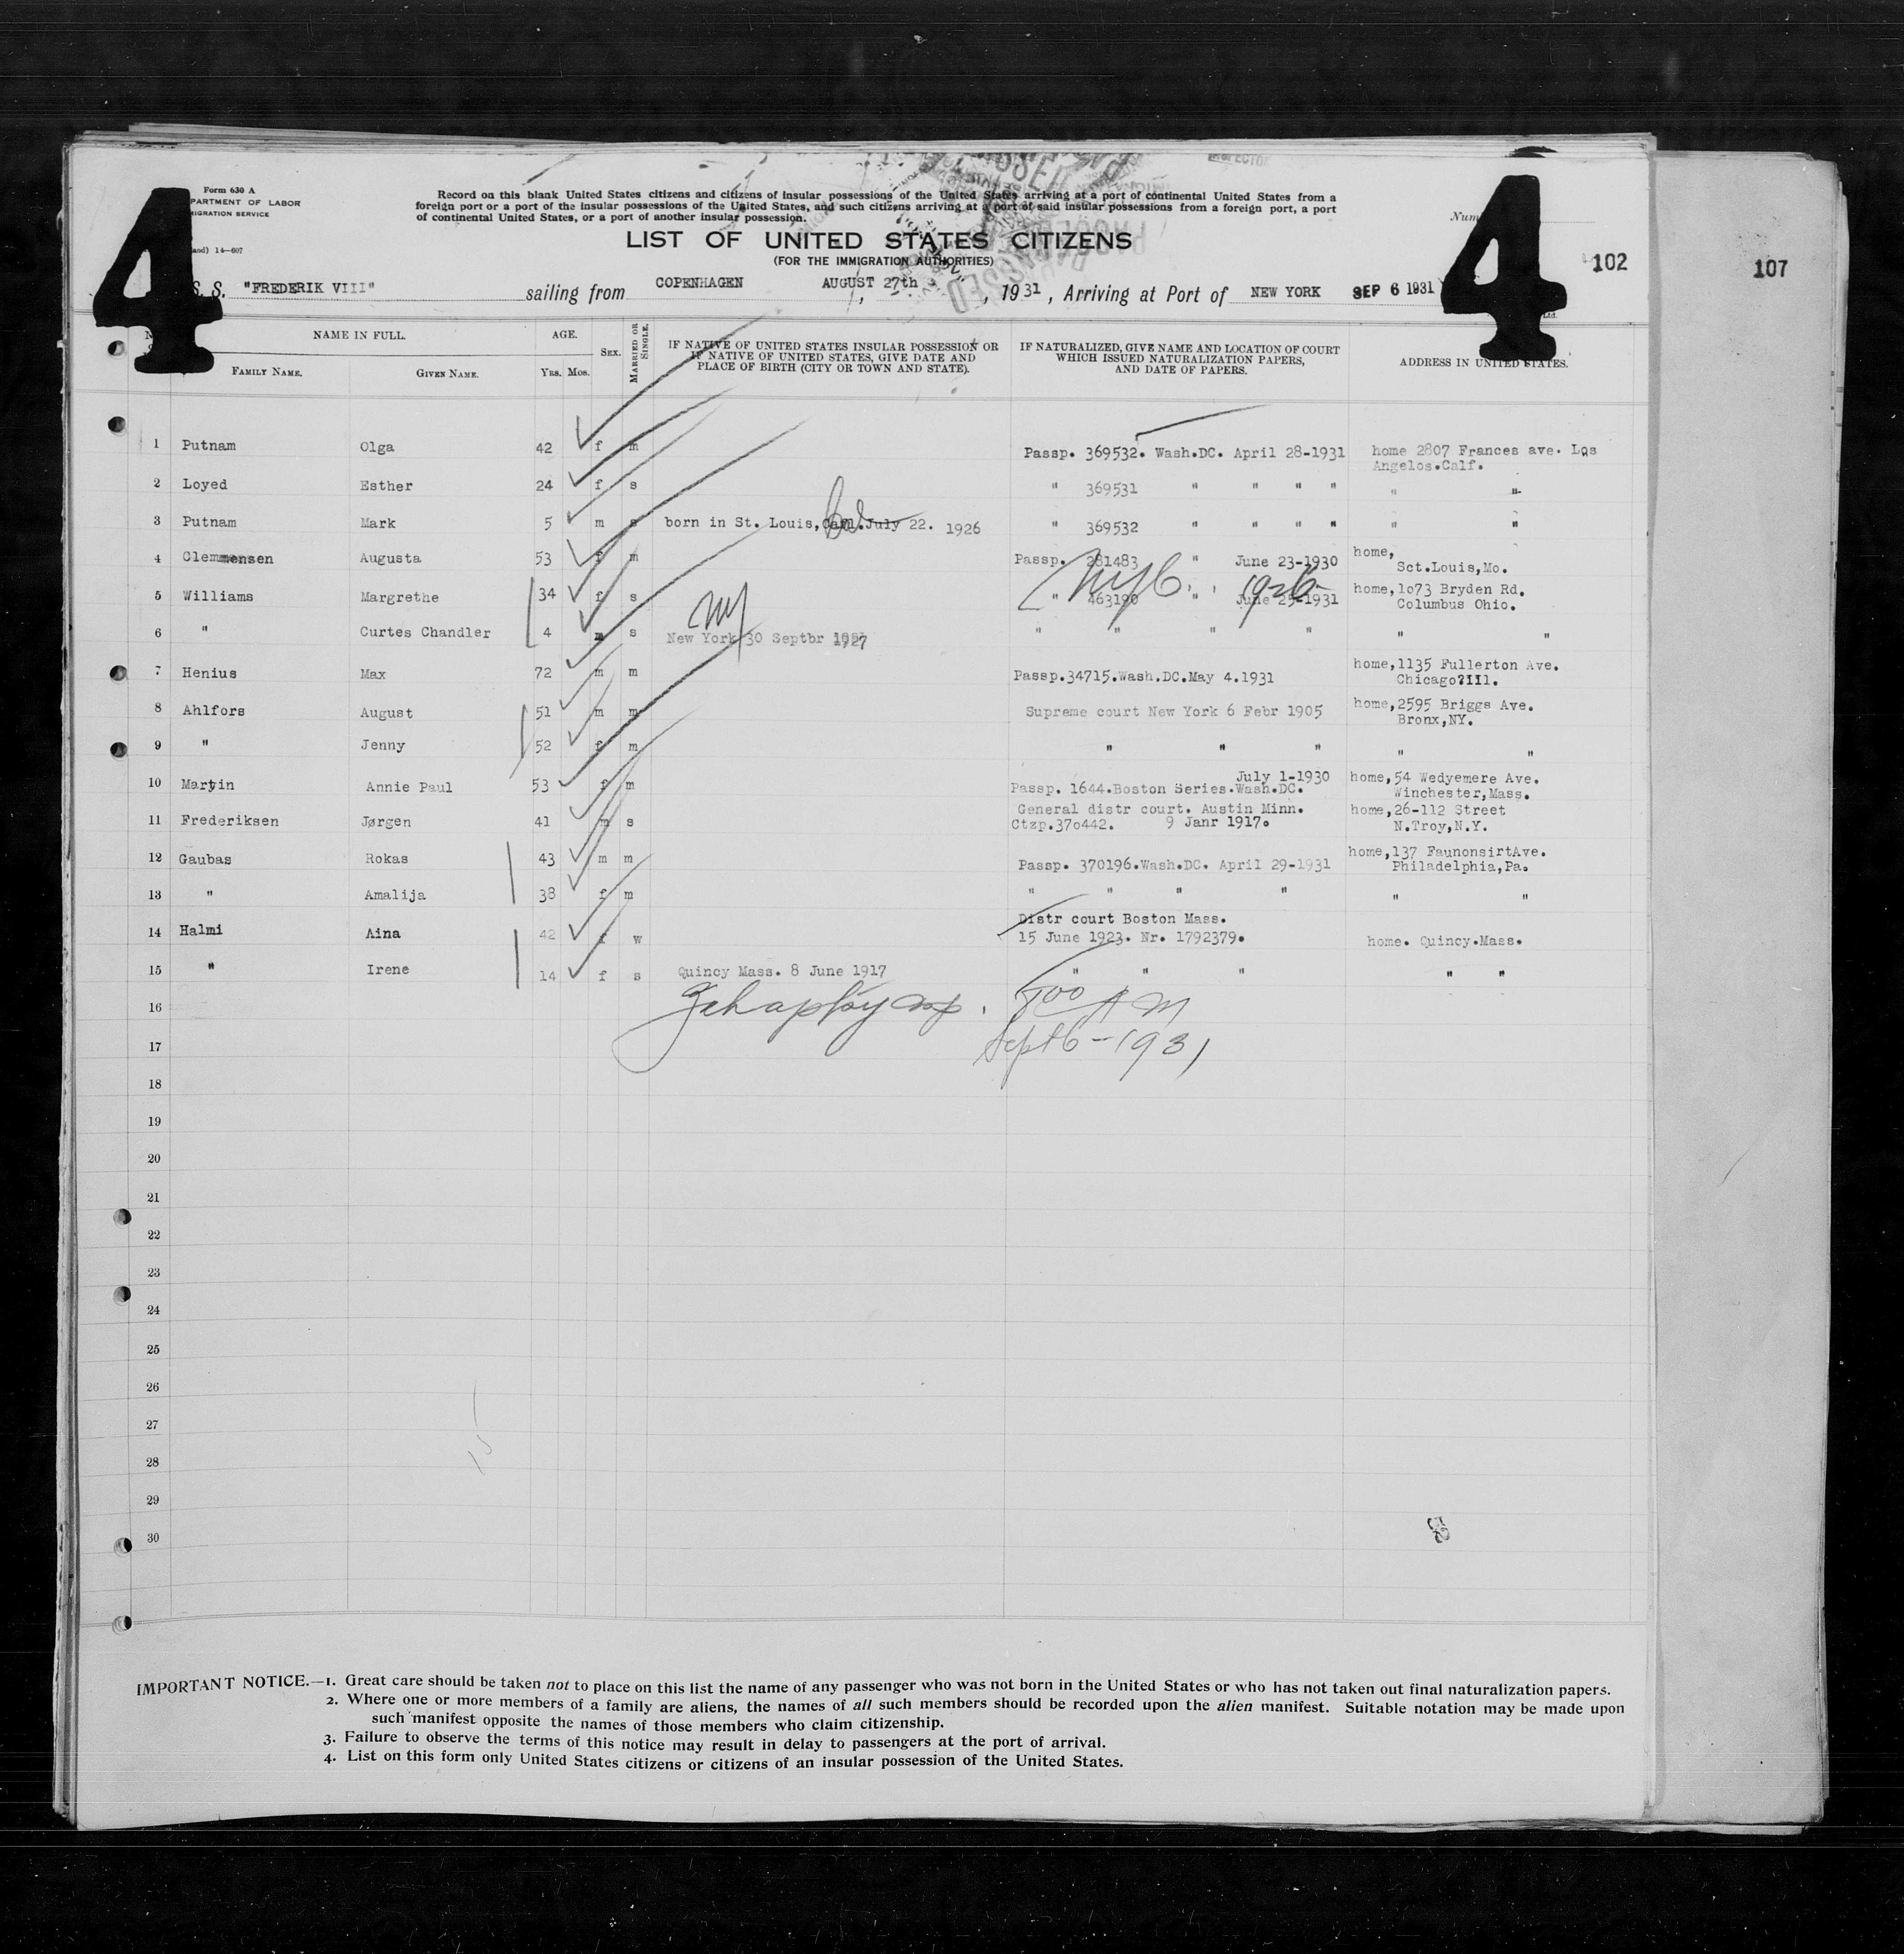 Form 630 A
PARTMENT OF LABOR
MIGRATION SERVICE
and) 14—607
Record on this blank United States citizens and citizens of insular possessions of the United States arriving at a port of continental United States from a
foreign port or a port of the insular possessions of the United States, and such citizens arriving at a port of said insular possessions from a foreign port, a port
of continental United States, or a port of another insular possession.
LIST OF UNITED STATES CITIZENS
(FOR THE IMMIGRATION AUTHORITIES)
4
4
Num
102
107
S. S. "FREDERIK VIII" sailing from COPENHAGEN AUGUST 27th , 1931 , Arriving at Port of NEW YORK SEP 6 1931
Ltd.
NAME IN FULL.
FAMILY NAME.
GIVEN NAME.
AGE.
YRS. MOS.
SEX.
MARRIED OR SINGLE.
IF NATIVE OF UNITED STATES INSULAR POSSESSION OR
IF NATIVE OF UNITED STATES, GIVE DATE AND
PLACE OF BIRTH (CITY OR TOWN AND STATE).
IF NATURALIZED, GIVE NAME AND LOCATION OF COURT
WHICH ISSUED NATURALIZATION PAPERS,
AND DATE OF PAPERS.
ADDRESS IN UNITED STATES.
1 Putnam Olga 42 f m Passp. 369532. Wash.DC. April 28-1931 home 2807 Frances ave. Los
Angelos.Calf.
2 Loyed Esther 24 f s " 369531 " " " " " "
3 Putnam Mark 5 m s born in St. Louis, July 22. 1926 " 369532 " " " " " "
4 Clemmensen Augusta 53 f m Passp. 281483 " June 23-1930 home,
Sct.Louis,Mo.
5 Williams Margrethe 34 f s " 463190 " June 25-1931 home,1o73 Bryden Rd.
Columbus Ohio.
1926
6 " Curtes Chandler 4 m s New York 30 Septbr 1927 " " " " " "
NY
7 Henius Max 72 m m Passp.34715.Wash.DC.May 4.1931 home,1135 Fullerton Ave.
Chicago?Ill.
8 Ahlfors August 51 m m Supreme court New York 6 Febr 1905 home,2595 Briggs Ave.
Bronx,NY.
9 " Jenny 52 f m " " " " "
10 Martin Annie Paul 53 f m July 1-1930
Passp. 1644.Boston Series.Wash.DC. home,54 Wedyemere Ave.
Winchester,Mass.
11 Frederiksen Jørgen 41 m s General distr court. Austin Minn.
Ctzp.37o442. 9 Janr 1917. home,26-112 Street
N.Troy,N.Y.
12 Gaubas Rokas 43 m m Passp. 370196.Wash.DC. April 29-1931 home,137 FaunonsirtAve.
Philadelphia,Pa.
13 " Amalija 38 f m " " " " " "
14 Halmi Aina 42 f w Distr court Boston Mass.
15 June 1923. Nr. 1792379. home. Quincy.Mass.
15 " Irene 14 f s Quincy Mass. 8 June 1917 " " " " "
16
17
Sept 6-1931
18
19
20
21
22
23
24
25
26
27
28
29
30
15
52
IMPORTANT NOTICE.—1. Great care should be taken not to place on this list the name of any passenger who was not born in the United States or who has not taken out final naturalization papers.
2. Where one or more members of a family are aliens, the names of all such members should be recorded upon the alien manifest. Suitable notation may be made upon
such manifest opposite the names of those members who claim citizenship.
3. Failure to observe the terms of this notice may result in delay to passengers at the port of arrival.
4. List on this form only United States citizens or citizens of an insular possession of the United States.